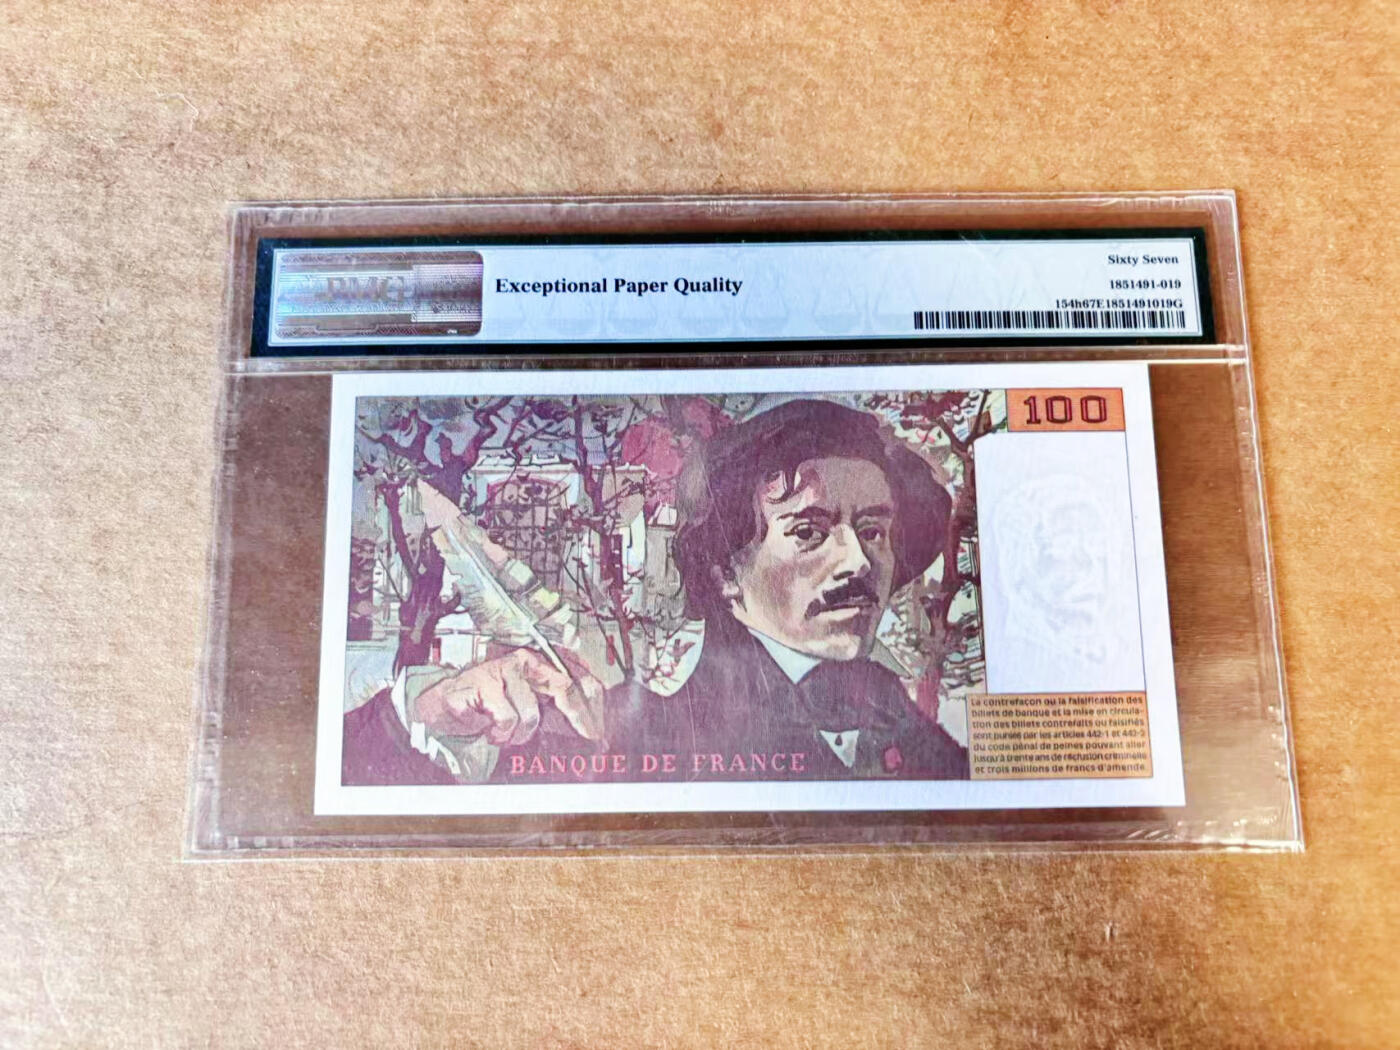 PMG
Exceptional Paper Quality
Sixty Seven
1851491-019
154h67E1851491019G
100
BANQUE DE FRANCE
La contrefaçon ou la falsification des
billets de banque et la mise en circula-
tion des billets contrefaits ou falsifiés
sont punies par les articles 442-1 et 442-2
du code pénal de peines pouvant aller
jusqu'à trente ans de réclusion criminelle
et trois millions de francs d'amende.